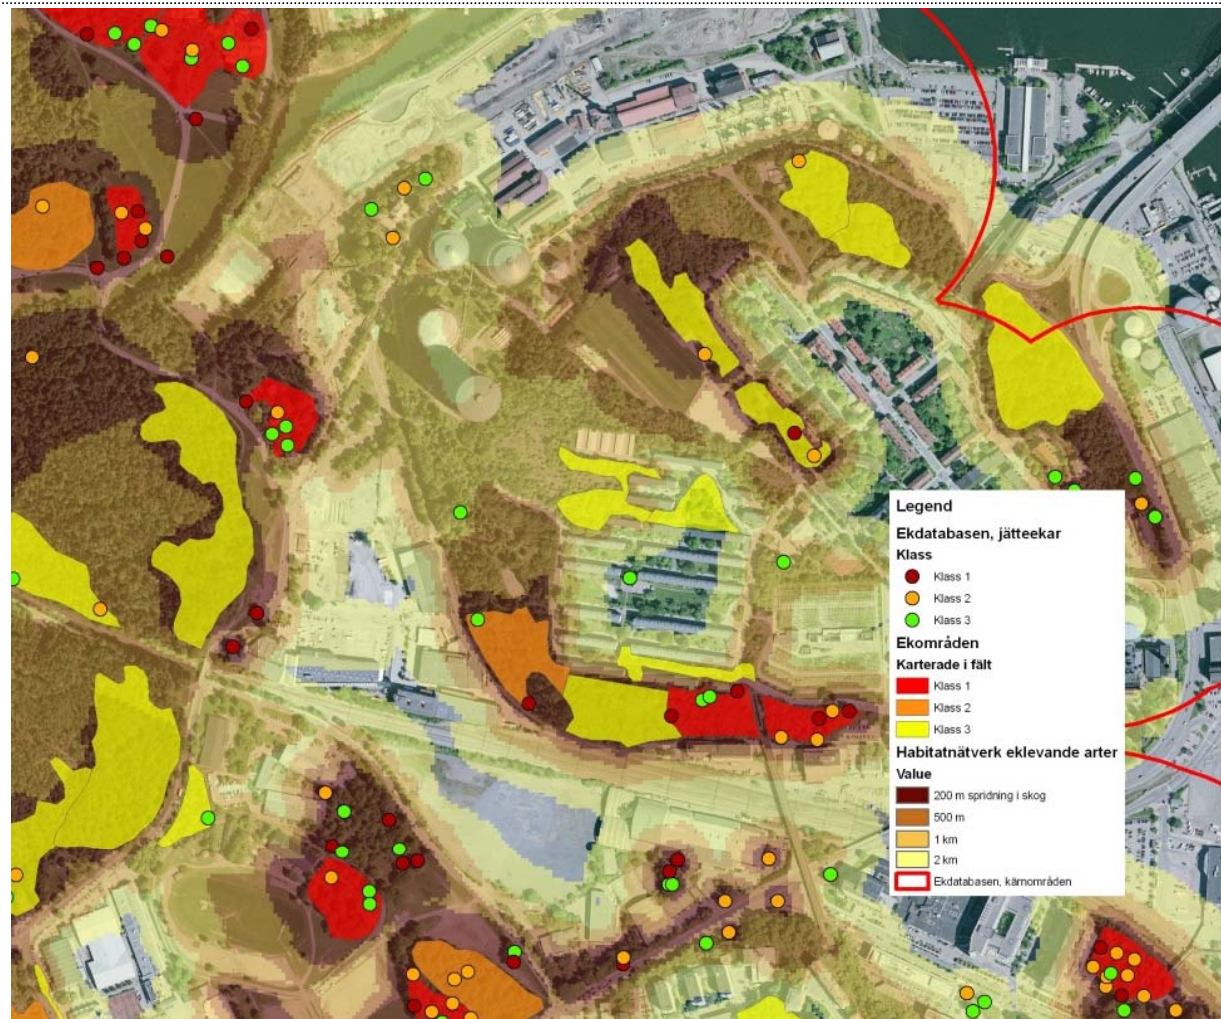 Legend
Ekdatabasen, jätteekar
Klass
Klass 1
Klass 2
Klass 3
Ekområden
Karterade i fält
Klass 1
Klass 2
Klass 3
Habitatnätverk eklevande arter
Value
200 m spridning i skog
500 m
1 km
2 km
Ekdatabasen, kärnområden